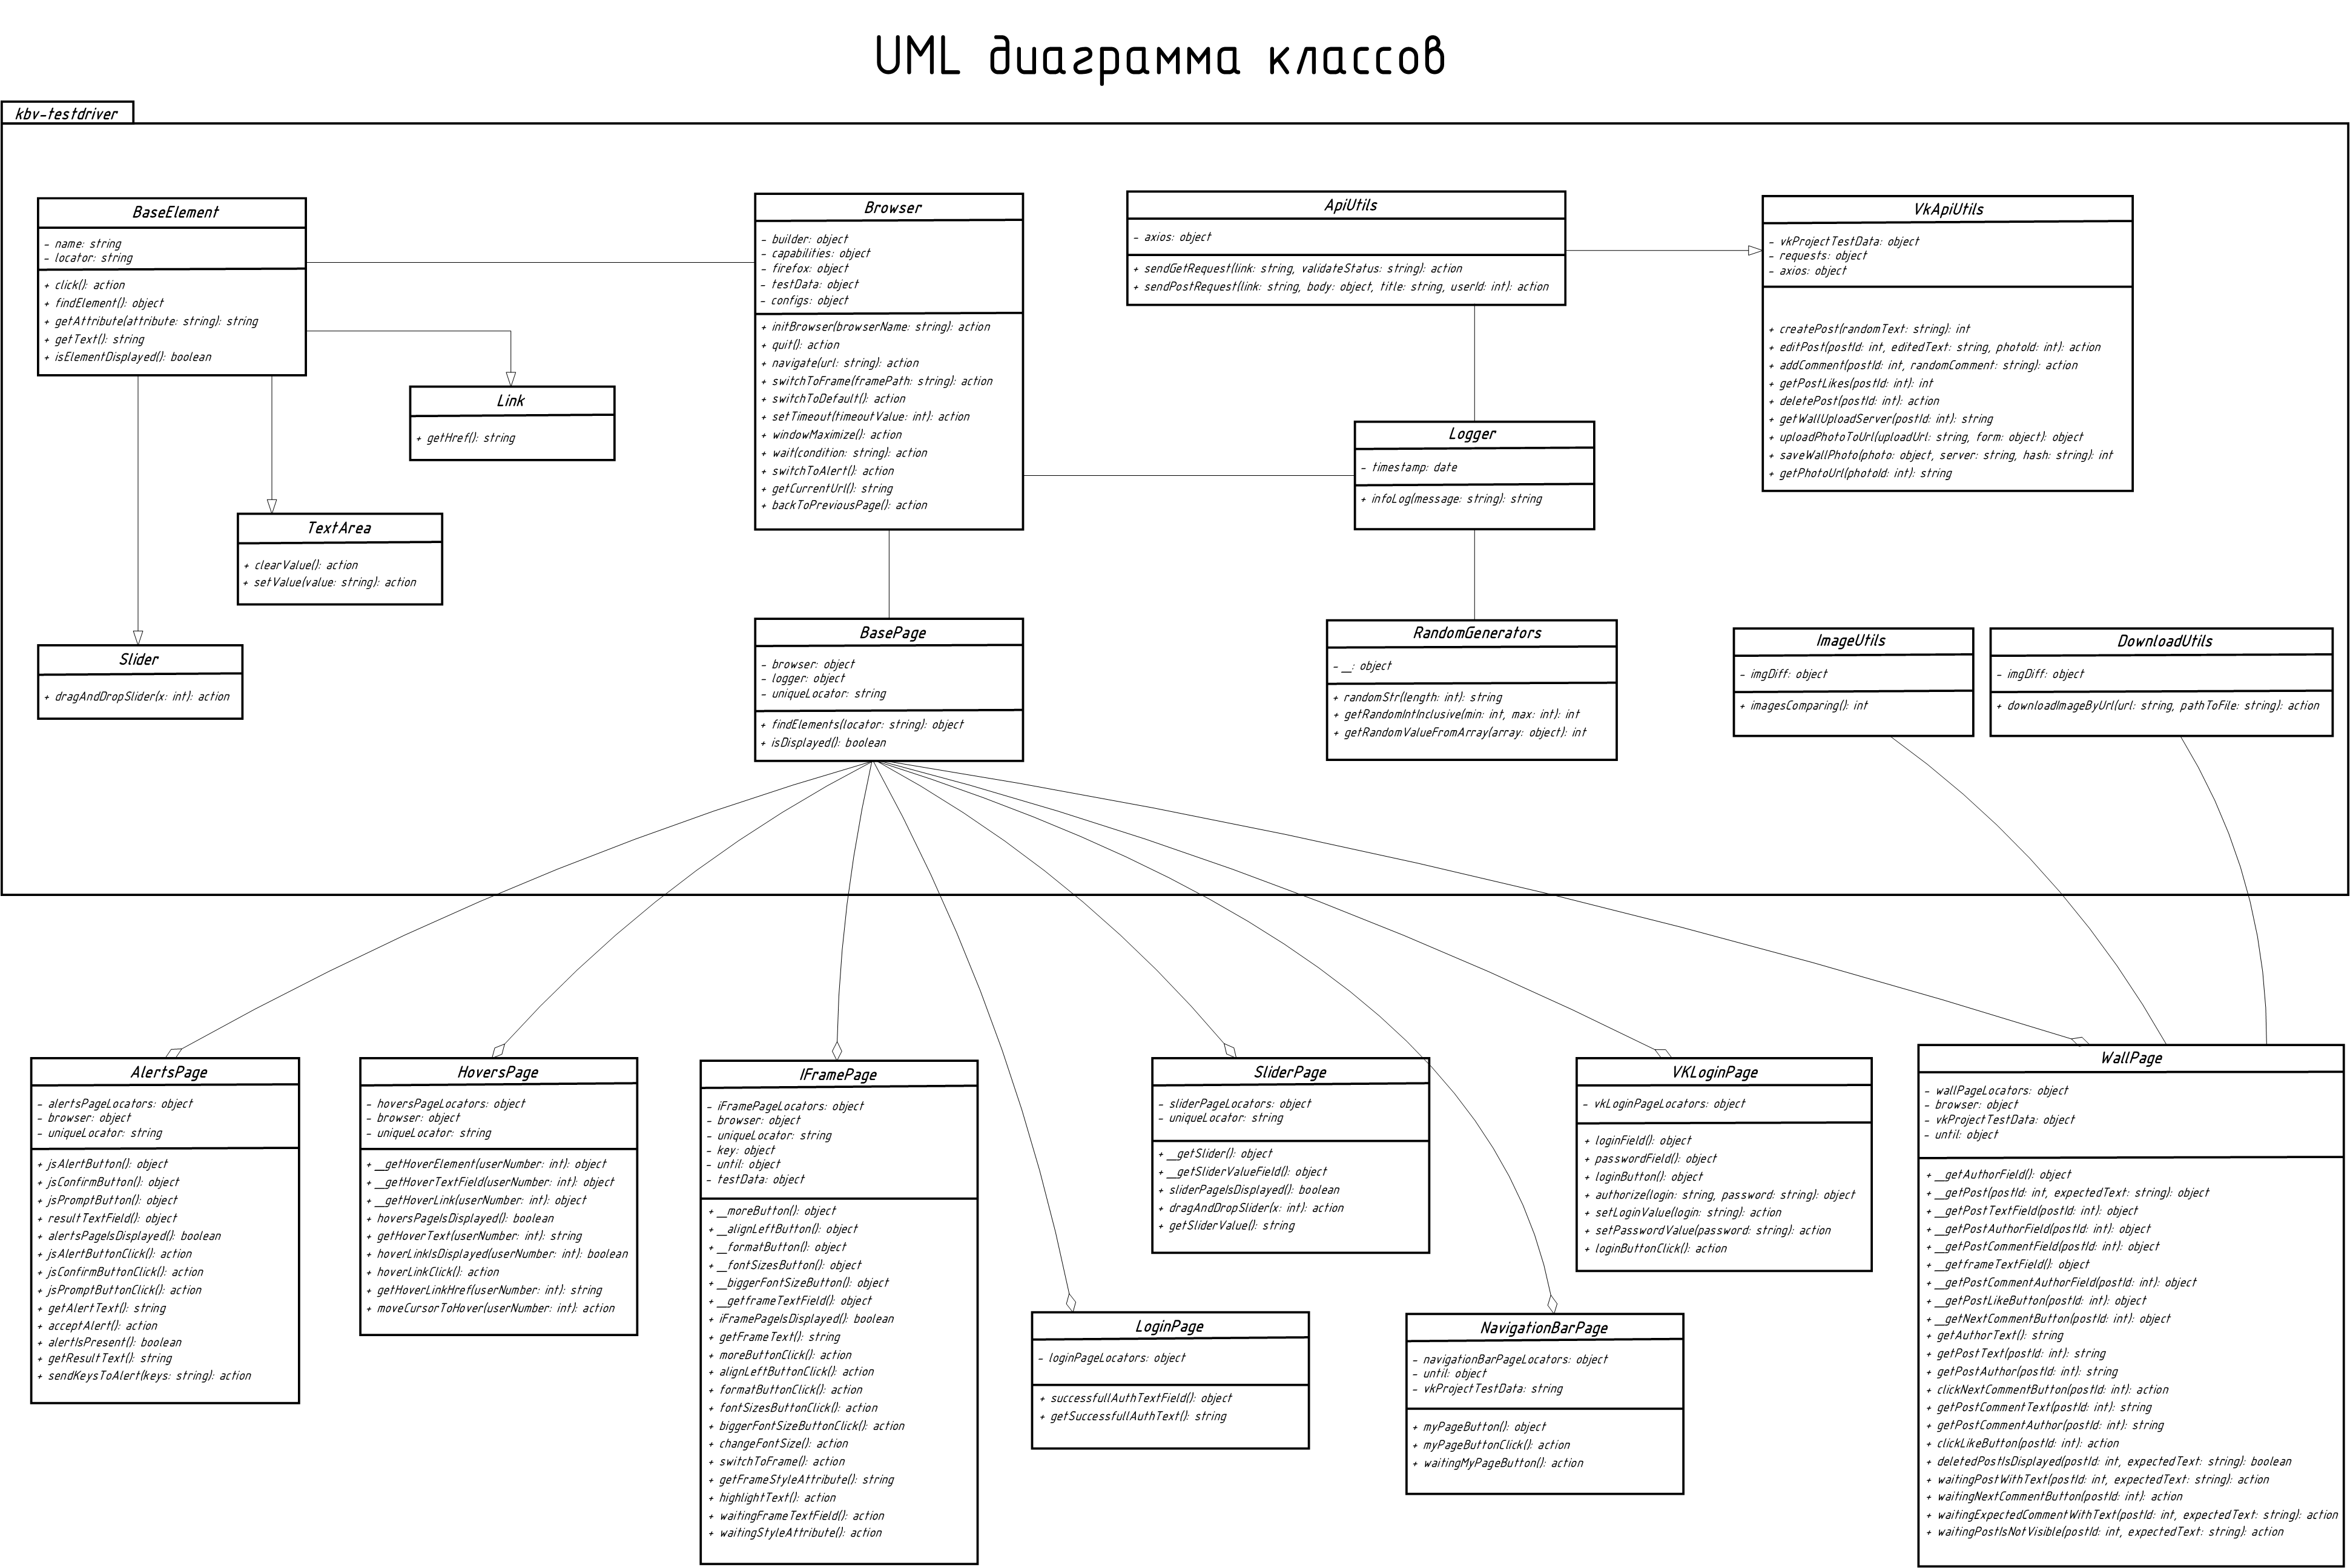 UML диаграмма классов
kbv-testdriver
BaseElement
- name: string
- locator: string
+ click(): action
+ findElement(): object
+ getAttribute(attribute: string): string
+ getText(): string
+ isElementDisplayed(): boolean
Browser
- builder: object
- capabilities: object
- firefox: object
- testData: object
- configs: object
+ initBrowser(browserName: string): action
+ quit(): action
+ navigate(url: string): action
+ switchToFrame(framePath: string): action
+ switchToDefault(): action
+ setTimeout(timeoutValue: int): action
+ windowMaximize(): action
+ wait(condition: string): action
+ switchToAlert(): action
+ getCurrentUrl(): string
+ backToPreviousPage(): action
ApiUtils
- axios: object
+ sendGetRequest(link: string, validateStatus: string): action
+ sendPostRequest(link: string, body: object, title: string, userId: int): action
VkApiUtils
- vkProjectTestData: object
- requests: object
- axios: object
+ createPost(randomText: string): int
+ editPost(postId: int, editedText: string, photoId: int): action
+ addComment(postId: int, randomComment: string): action
+ getPostLikes(postId: int): int
+ deletePost(postId: int): action
+ getWallUploadServer(postId: int): string
+ uploadPhotoToUrl(uploadUrl: string, form: object): object
+ saveWallPhoto(photo: object, server: string, hash: string): int
+ getPhotoUrl(photoId: int): string
Link
+ getHref(): string
Logger
- timestamp: date
+ infoLog(message: string): string
TextArea
+ clearValue(): action
+ setValue(value: string): action
Slider
+ dragAndDropSlider(x: int): action
BasePage
- browser: object
- logger: object
- uniqueLocator: string
+ findElements(locator: string): object
+ isDisplayed(): boolean
RandomGenerators
- __: object
+ randomStr(length: int): string
+ getRandomIntInclusive(min: int, max: int): int
+ getRandomValueFromArray(array: object): int
ImageUtils
- imgDiff: object
+ imagesComparing(): int
DownloadUtils
- imgDiff: object
+ downloadImageByUrl(url: string, pathToFile: string): action
AlertsPage
- alertsPageLocators: object
- browser: object
- uniqueLocator: string
+ jsAlertButton(): object
+ jsConfirmButton(): object
+ jsPromptButton(): object
+ resultTextField(): object
+ alertsPageIsDisplayed(): boolean
+ jsAlertButtonClick(): action
+ jsConfirmButtonClick(): action
+ jsPromptButtonClick(): action
+ getAlertText(): string
+ acceptAlert(): action
+ alertIsPresent(): boolean
+ getResultText(): string
+ sendKeysToAlert(keys: string): action
HoversPage
- hoversPageLocators: object
- browser: object
- uniqueLocator: string
+ __getHoverElement(userNumber: int): object
+ __getHoverTextField(userNumber: int): object
+ __getHoverLink(userNumber: int): object
+ hoversPageIsDisplayed(): boolean
+ getHoverText(userNumber: int): string
+ hoverLinkIsDisplayed(userNumber: int): boolean
+ hoverLinkClick(): action
+ getHoverLinkHref(userNumber: int): string
+ moveCursorToHover(userNumber: int): action
IFramePage
- iFramePageLocators: object
- browser: object
- uniqueLocator: string
- key: object
- until: object
- testData: object
+ __moreButton(): object
+ __alignLeftButton(): object
+ __formatButton(): object
+ __fontSizesButton(): object
+ __biggerFontSizeButton(): object
+ __getframeTextField(): object
+ iFramePageIsDisplayed(): boolean
+ getFrameText(): string
+ moreButtonClick(): action
+ alignLeftButtonClick(): action
+ formatButtonClick(): action
+ fontSizesButtonClick(): action
+ biggerFontSizeButtonClick(): action
+ changeFontSize(): action
+ switchToFrame(): action
+ getFrameStyleAttribute(): string
+ highlightText(): action
+ waitingFrameTextField(): action
+ waitingStyleAttribute(): action
LoginPage
- loginPageLocators: object
+ successfullAuthTextField(): object
+ getSuccessfullAuthText(): string
SliderPage
- sliderPageLocators: object
- uniqueLocator: string
+ __getSlider(): object
+ __getSliderValueField(): object
+ sliderPageIsDisplayed(): boolean
+ dragAndDropSlider(x: int): action
+ getSliderValue(): string
NavigationBarPage
- navigationBarPageLocators: object
- until: object
- vkProjectTestData: string
+ myPageButton(): object
+ myPageButtonClick(): action
+ waitingMyPageButton(): action
VKLoginPage
- vkLoginPageLocators: object
+ loginField(): object
+ passwordField(): object
+ loginButton(): object
+ authorize(login: string, password: string): object
+ setLoginValue(login: string): action
+ setPasswordValue(password: string): action
+ loginButtonClick(): action
WallPage
- wallPageLocators: object
- browser: object
- vkProjectTestData: object
- until: object
+ __getAuthorField(): object
+ __getPost(postId: int, expectedText: string): object
+ __getPostTextField(postId: int): object
+ __getPostAuthorField(postId: int): object
+ __getPostCommentField(postId: int): object
+ __getframeTextField(): object
+ __getPostCommentAuthorField(postId: int): object
+ __getPostLikeButton(postId: int): object
+ __getNextCommentButton(postId: int): object
+ getAuthorText(): string
+ getPostText(postId: int): string
+ getPostAuthor(postId: int): string
+ clickNextCommentButton(postId: int): action
+ getPostCommentText(postId: int): string
+ getPostCommentAuthor(postId: int): string
+ clickLikeButton(postId: int): action
+ deletedPostIsDisplayed(postId: int, expectedText: string): boolean
+ waitingPostWithText(postId: int, expectedText: string): action
+ waitingNextCommentButton(postId: int): action
+ waitingExpectedCommentWithText(postId: int, expectedText: string): action
+ waitingPostIsNotVisible(postId: int, expectedText: string): action